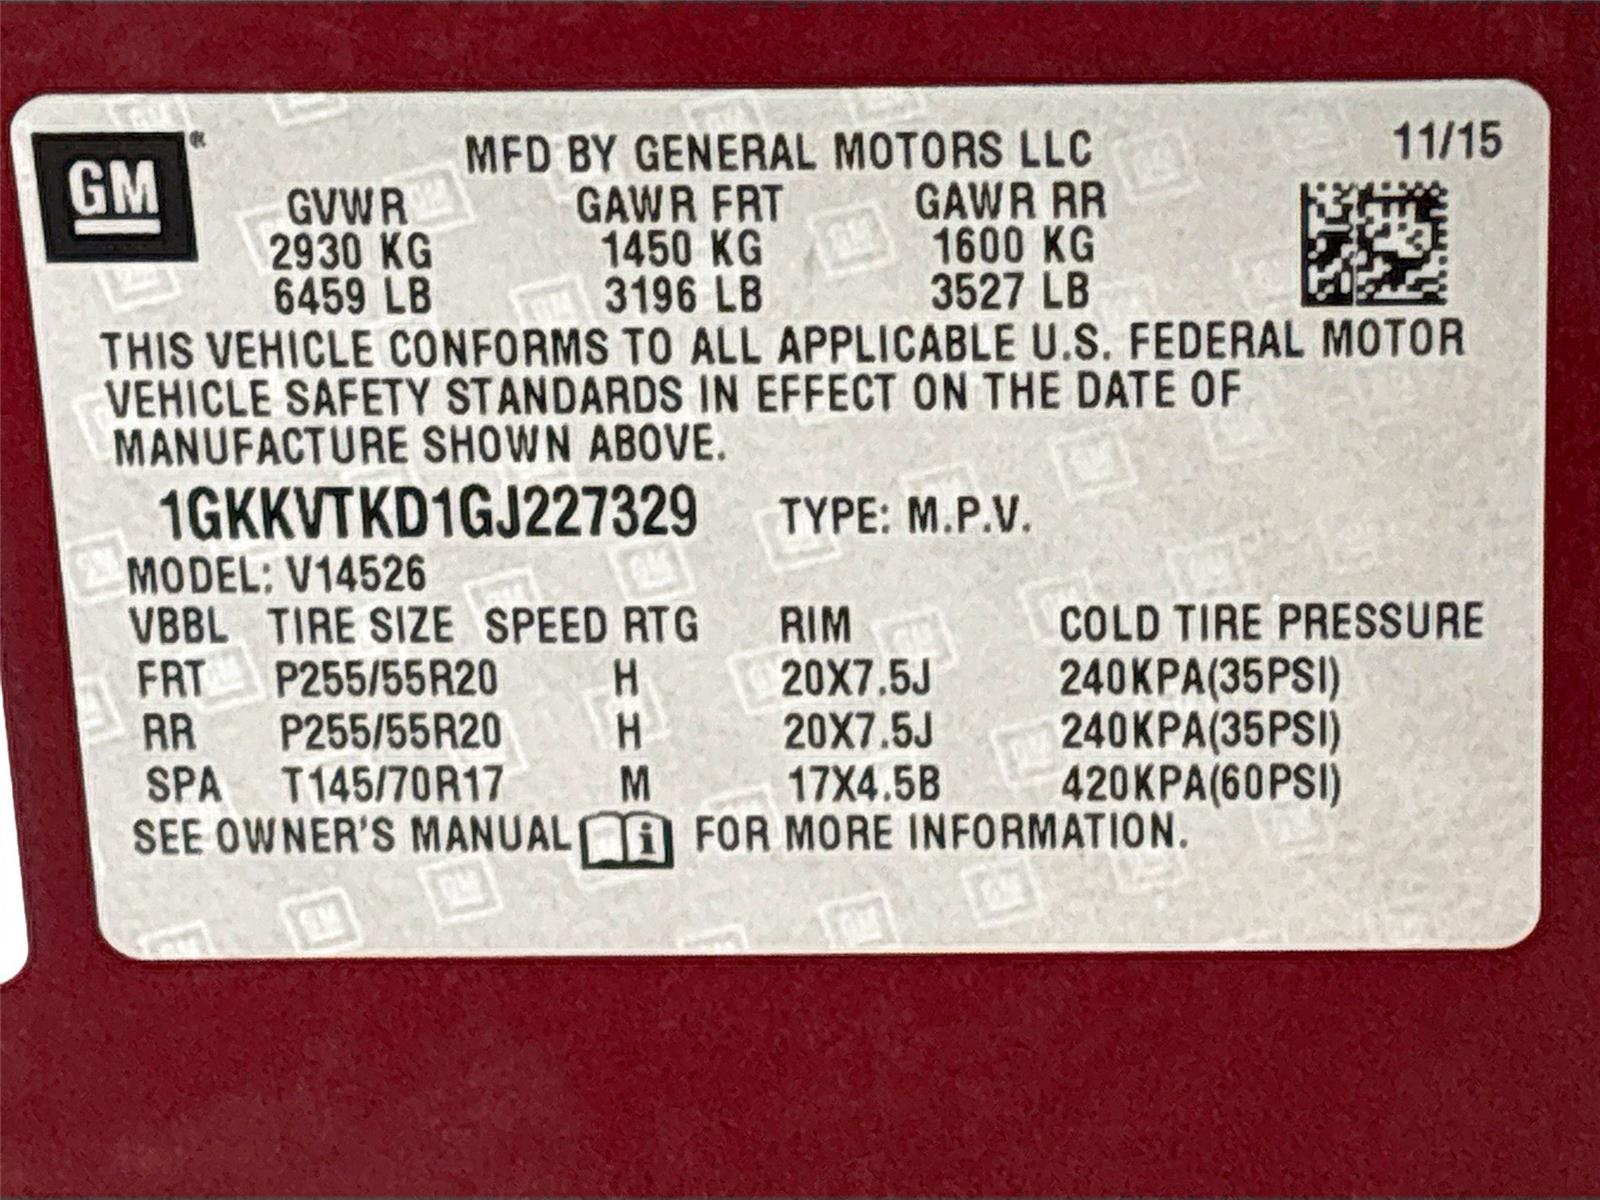 GM ®
MFD BY GENERAL MOTORS LLC 11/15
GVWR GAWR FRT GAWR RR
2930 KG 1450 KG 1600 KG
6459 LB 3196 LB 3527 LB
THIS VEHICLE CONFORMS TO ALL APPLICABLE U.S. FEDERAL MOTOR
VEHICLE SAFETY STANDARDS IN EFFECT ON THE DATE OF
MANUFACTURE SHOWN ABOVE.
1GKKVTKD1GJ227329 TYPE: M.P.V.
MODEL: V14526
VBBL TIRE SIZE SPEED RTG RIM COLD TIRE PRESSURE
FRT P255/55R20 H 20X7.5J 240KPA(35PSI)
RR P255/55R20 H 20X7.5J 240KPA(35PSI)
SPA T145/70R17 M 17X4.5B 420KPA(60PSI)
SEE OWNER'S MANUAL i FOR MORE INFORMATION.